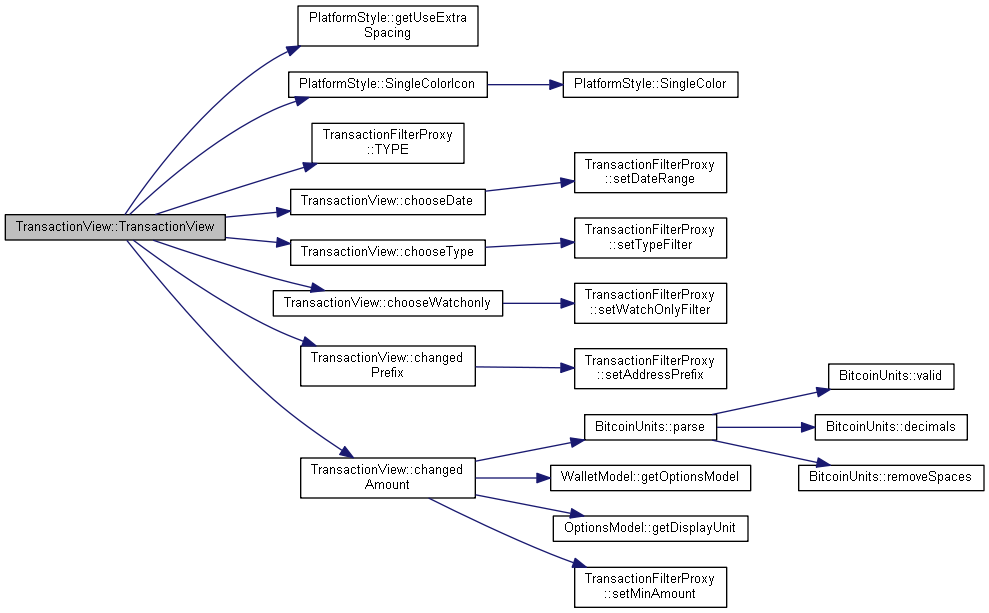 PlatformStyle::getUseExtra
Spacing
PlatformStyle::SingleColorIcon
PlatformStyle::SingleColor
TransactionFilterProxy
::TYPE
TransactionView::chooseDate
TransactionFilterProxy
::setDateRange
TransactionView::TransactionView
TransactionView::chooseType
TransactionFilterProxy
::setTypeFilter
TransactionView::chooseWatchonly
TransactionFilterProxy
::setWatchOnlyFilter
TransactionView::changed
Prefix
TransactionFilterProxy
::setAddressPrefix
TransactionView::changed
Amount
BitcoinUnits::parse
BitcoinUnits::valid
BitcoinUnits::decimals
BitcoinUnits::removeSpaces
WalletModel::getOptionsModel
OptionsModel::getDisplayUnit
TransactionFilterProxy
::setMinAmount